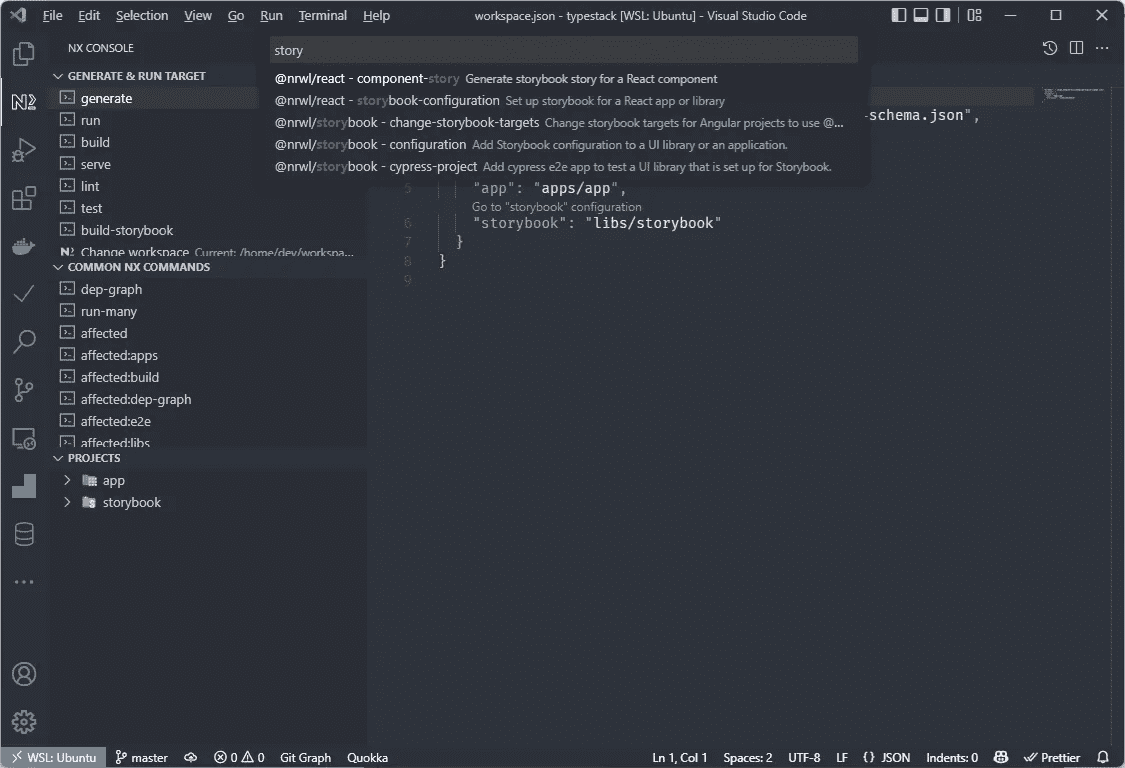 File Edit Selection View Go Run Terminal Help workspace.json - typestack [WSL: Ubuntu] - Visual Studio Code
NX CONSOLE
story
GENERATE & RUN TARGET
generate
run
build
serve
lint
test
build-storybook
Change workspace Current: /home/dev/workspa...
COMMON NX COMMANDS
dep-graph
run-many
affected
affected:apps
affected:build
affected:dep-graph
affected:e2e
affected:libs
PROJECTS
app
storybook
@nrwl/react - component-story Generate storybook story for a React component
@nrwl/react - storybook-configuration Set up storybook for a React app or library
@nrwl/storybook - change-storybook-targets Change storybook targets for Angular projects to use @...
@nrwl/storybook - configuration Add Storybook configuration to a UI library or an application.
@nrwl/storybook - cypress-project Add cypress e2e app to test a UI library that is set up for Storybook.
-schema.json",
5 "app": "apps/app",
Go to "storybook" configuration
6 "storybook": "libs/storybook"
7 }
8 }
9
WSL: Ubuntu master 0 0 Git Graph Quokka Ln 1, Col 1 Spaces: 2 UTF-8 LF {} JSON Indents: 0 Prettier